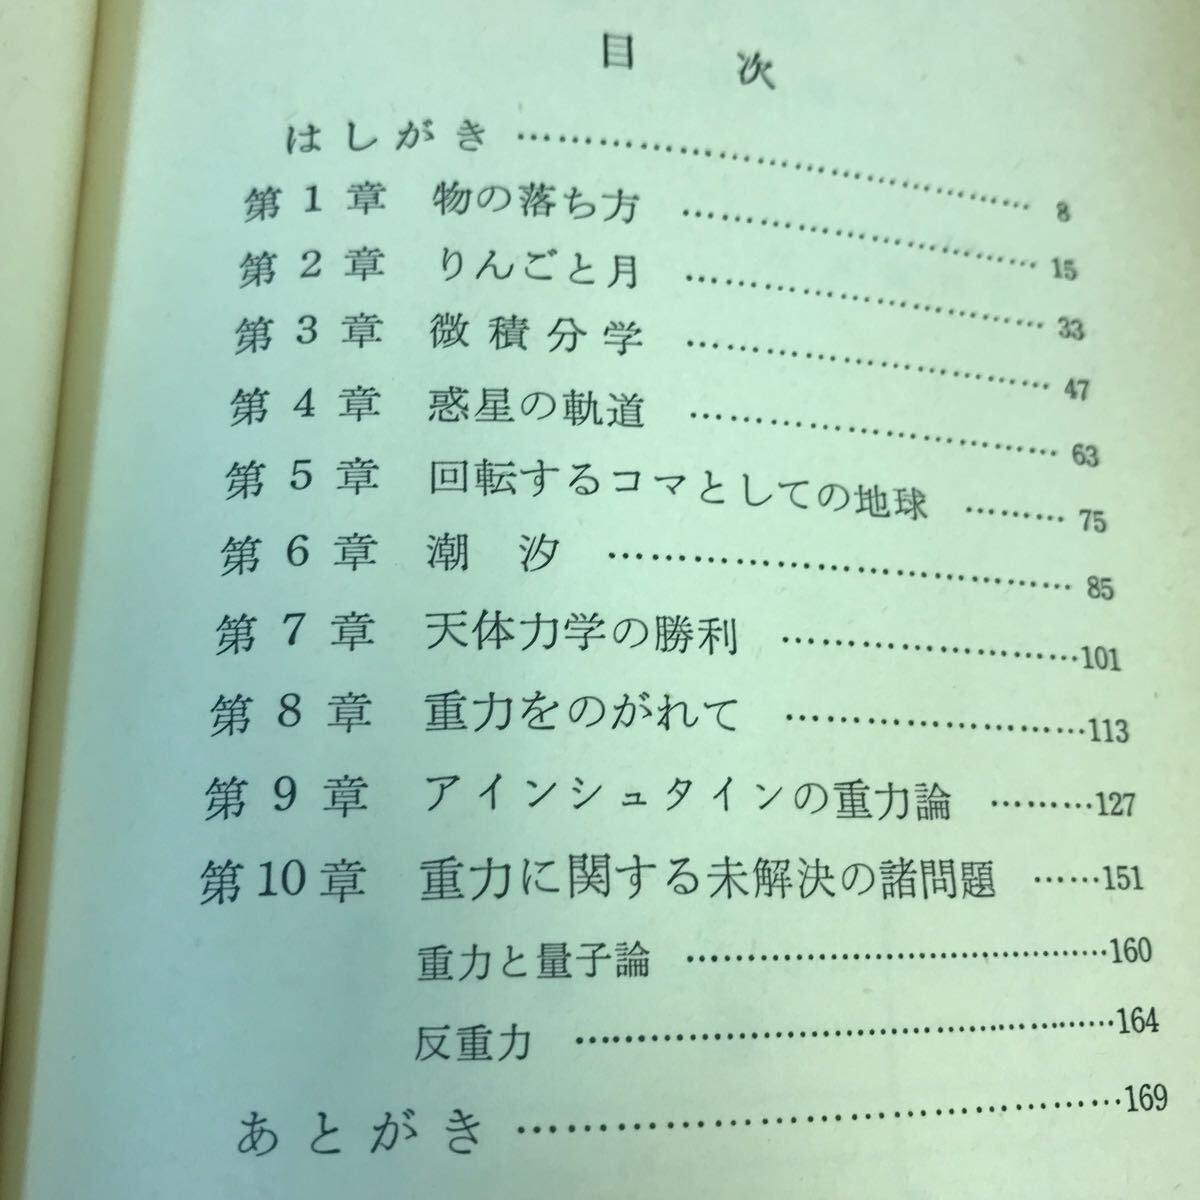 目　次
はしがき …………………………………… 8
第1章　物の落ち方 …………………………… 15
第2章　りんごと月 …………………………… 33
第3章　微積分学 …………………………… 47
第4章　惑星の軌道 …………………………… 63
第5章　回転するコマとしての地球 ……… 75
第6章　潮　汐 ………………………………… 85
第7章　天体力学の勝利 ……………………… 101
第8章　重力をのがれて ……………………… 113
第9章　アインシュタインの重力論 ……… 127
第10章　重力に関する未解決の諸問題 …… 151
重力と量子論 ………………………………… 160
反重力 ………………………………………… 164
あとがき ……………………………………… 169